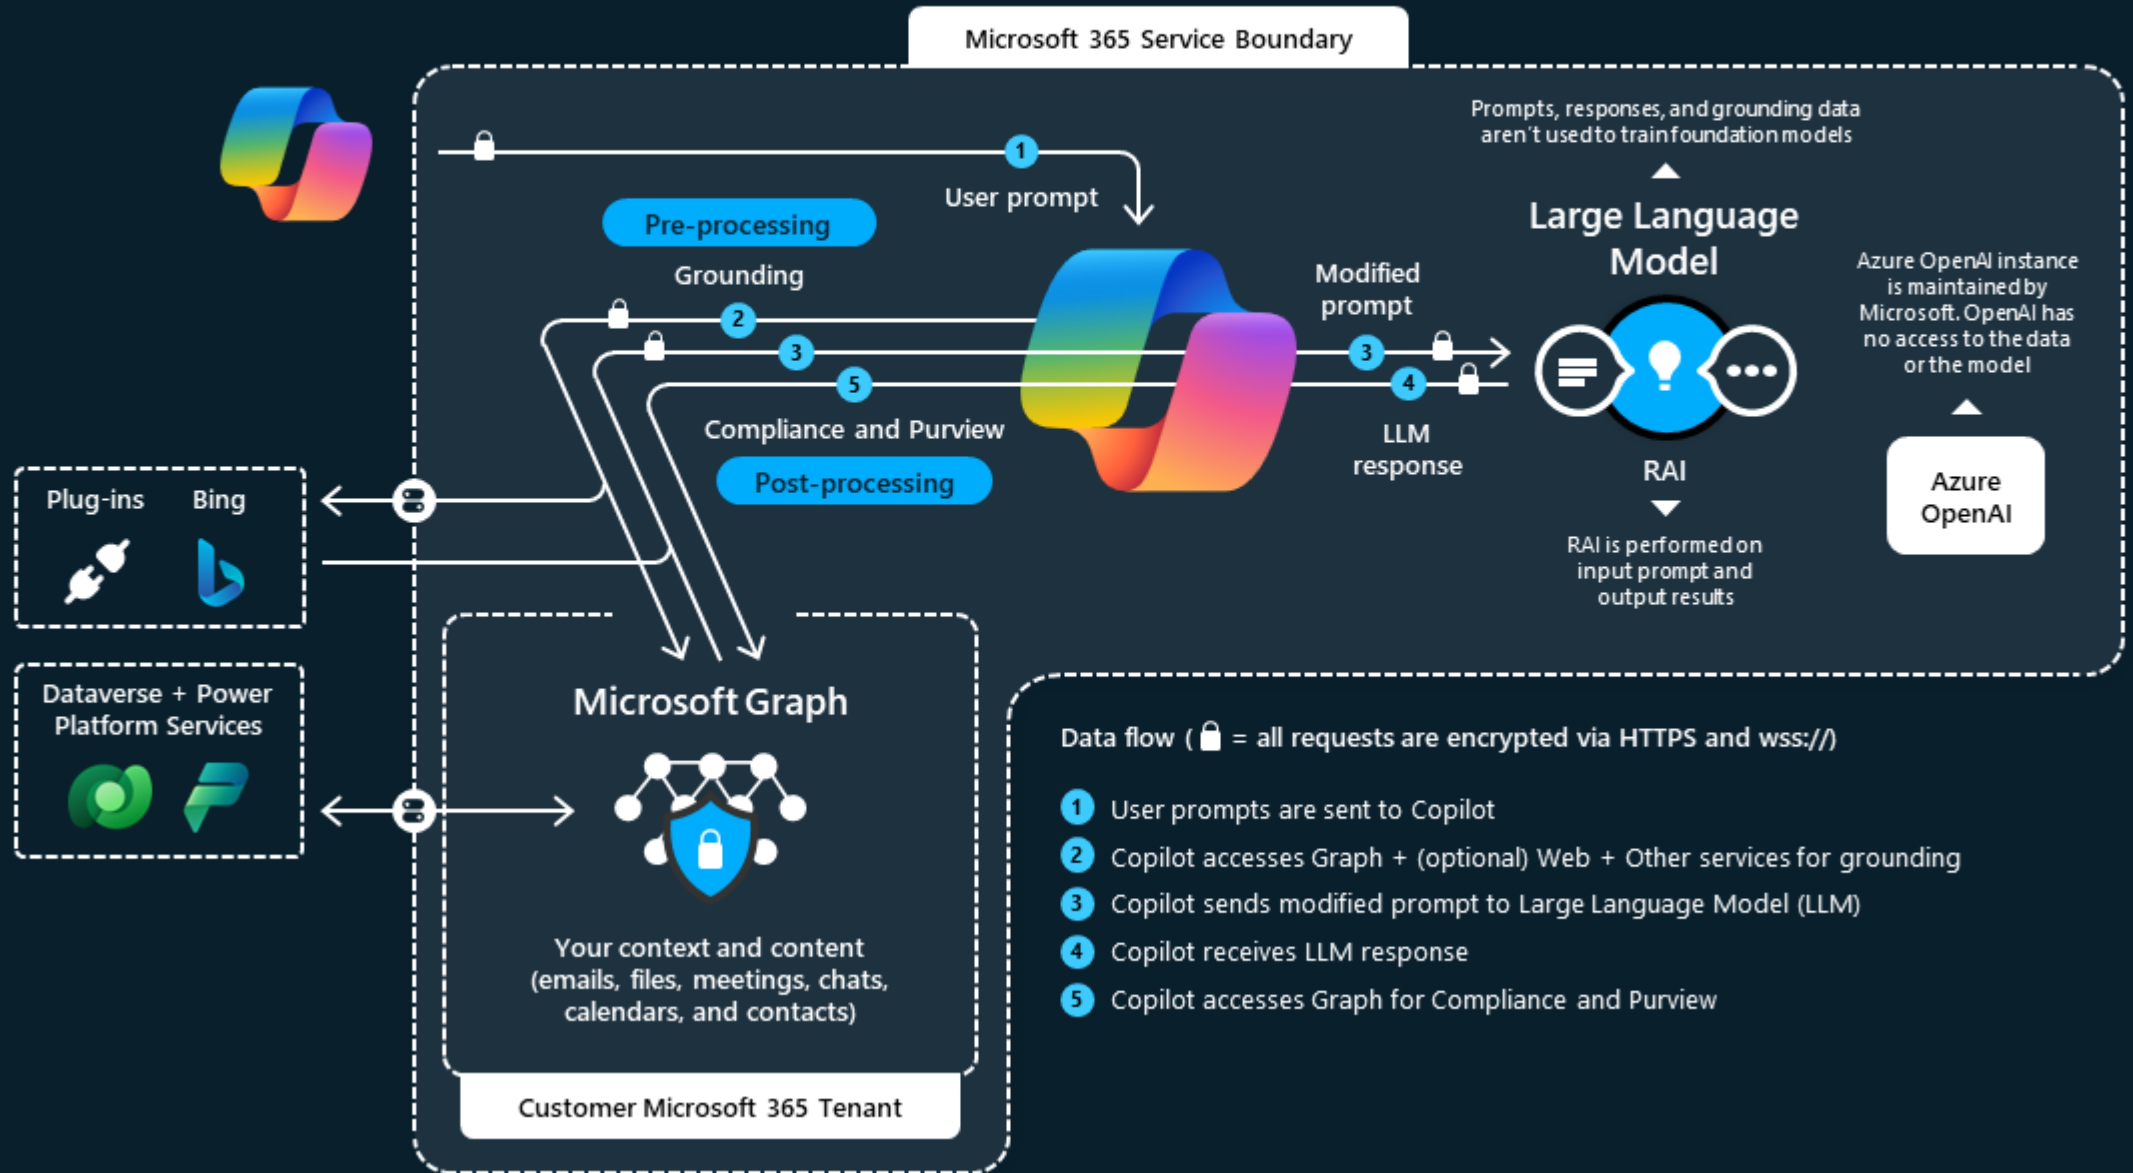 Microsoft 365 Service Boundary
Prompts, responses, and grounding data
aren't used to train foundation models
1
User prompt
Pre-processing
Grounding
2
3
5
Compliance and Purview
Post-processing
Modified
prompt
3
4
LLM
response
Large Language
Model
RAI
RAI is performed on
input prompt and
output results
Azure OpenAI instance
is maintained by
Microsoft. OpenAI has
no access to the data
or the model
Azure
OpenAI
Plug-ins
Bing
Dataverse + Power
Platform Services
Microsoft Graph
Your context and content
(emails, files, meetings, chats,
calendars, and contacts)
Customer Microsoft 365 Tenant
Data flow ( = all requests are encrypted via HTTPS and wss://)
1 User prompts are sent to Copilot
2 Copilot accesses Graph + (optional) Web + Other services for grounding
3 Copilot sends modified prompt to Large Language Model (LLM)
4 Copilot receives LLM response
5 Copilot accesses Graph for Compliance and Purview